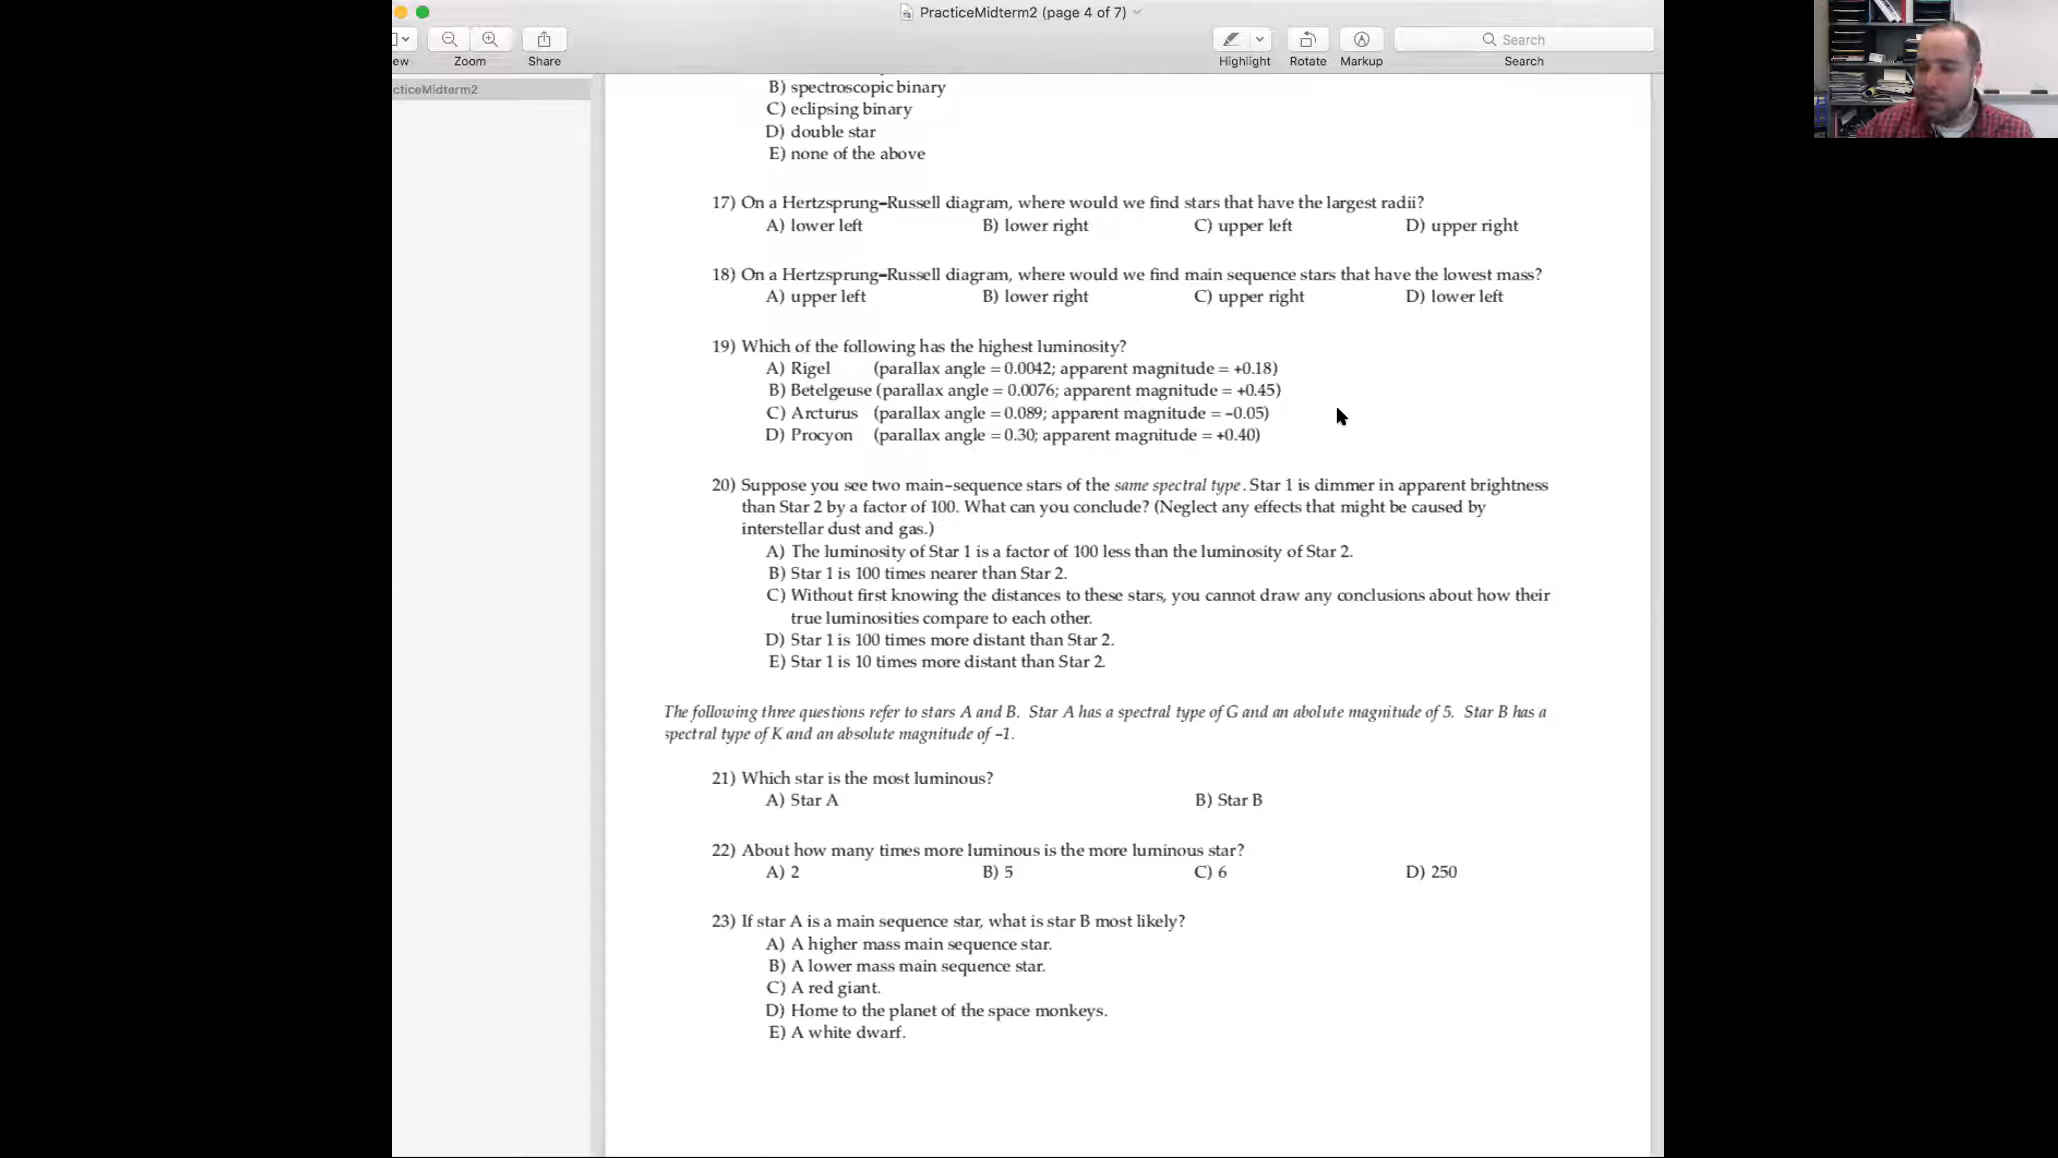 PracticeMidterm2 (page 4 of 7)
ew
Zoom
Share
Highlight
Rotate
Markup
Search
Search
cticeMidterm2
B) spectroscopic binary
C) eclipsing binary
D) double star
E) none of the above
17) On a Hertzsprung–Russell diagram, where would we find stars that have the largest radii?
A) lower left B) lower right C) upper left D) upper right
18) On a Hertzsprung–Russell diagram, where would we find main sequence stars that have the lowest mass?
A) upper left B) lower right C) upper right D) lower left
19) Which of the following has the highest luminosity?
A) Rigel (parallax angle = 0.0042; apparent magnitude = +0.18)
B) Betelgeuse (parallax angle = 0.0076; apparent magnitude = +0.45)
C) Arcturus (parallax angle = 0.089; apparent magnitude = –0.05)
D) Procyon (parallax angle = 0.30; apparent magnitude = +0.40)
20) Suppose you see two main–sequence stars of the same spectral type. Star 1 is dimmer in apparent brightness
than Star 2 by a factor of 100. What can you conclude? (Neglect any effects that might be caused by
interstellar dust and gas.)
A) The luminosity of Star 1 is a factor of 100 less than the luminosity of Star 2.
B) Star 1 is 100 times nearer than Star 2.
C) Without first knowing the distances to these stars, you cannot draw any conclusions about how their
true luminosities compare to each other.
D) Star 1 is 100 times more distant than Star 2.
E) Star 1 is 10 times more distant than Star 2.
The following three questions refer to stars A and B. Star A has a spectral type of G and an abolute magnitude of 5. Star B has a
spectral type of K and an absolute magnitude of –1.
21) Which star is the most luminous?
A) Star A B) Star B
22) About how many times more luminous is the more luminous star?
A) 2 B) 5 C) 6 D) 250
23) If star A is a main sequence star, what is star B most likely?
A) A higher mass main sequence star.
B) A lower mass main sequence star.
C) A red giant.
D) Home to the planet of the space monkeys.
E) A white dwarf.